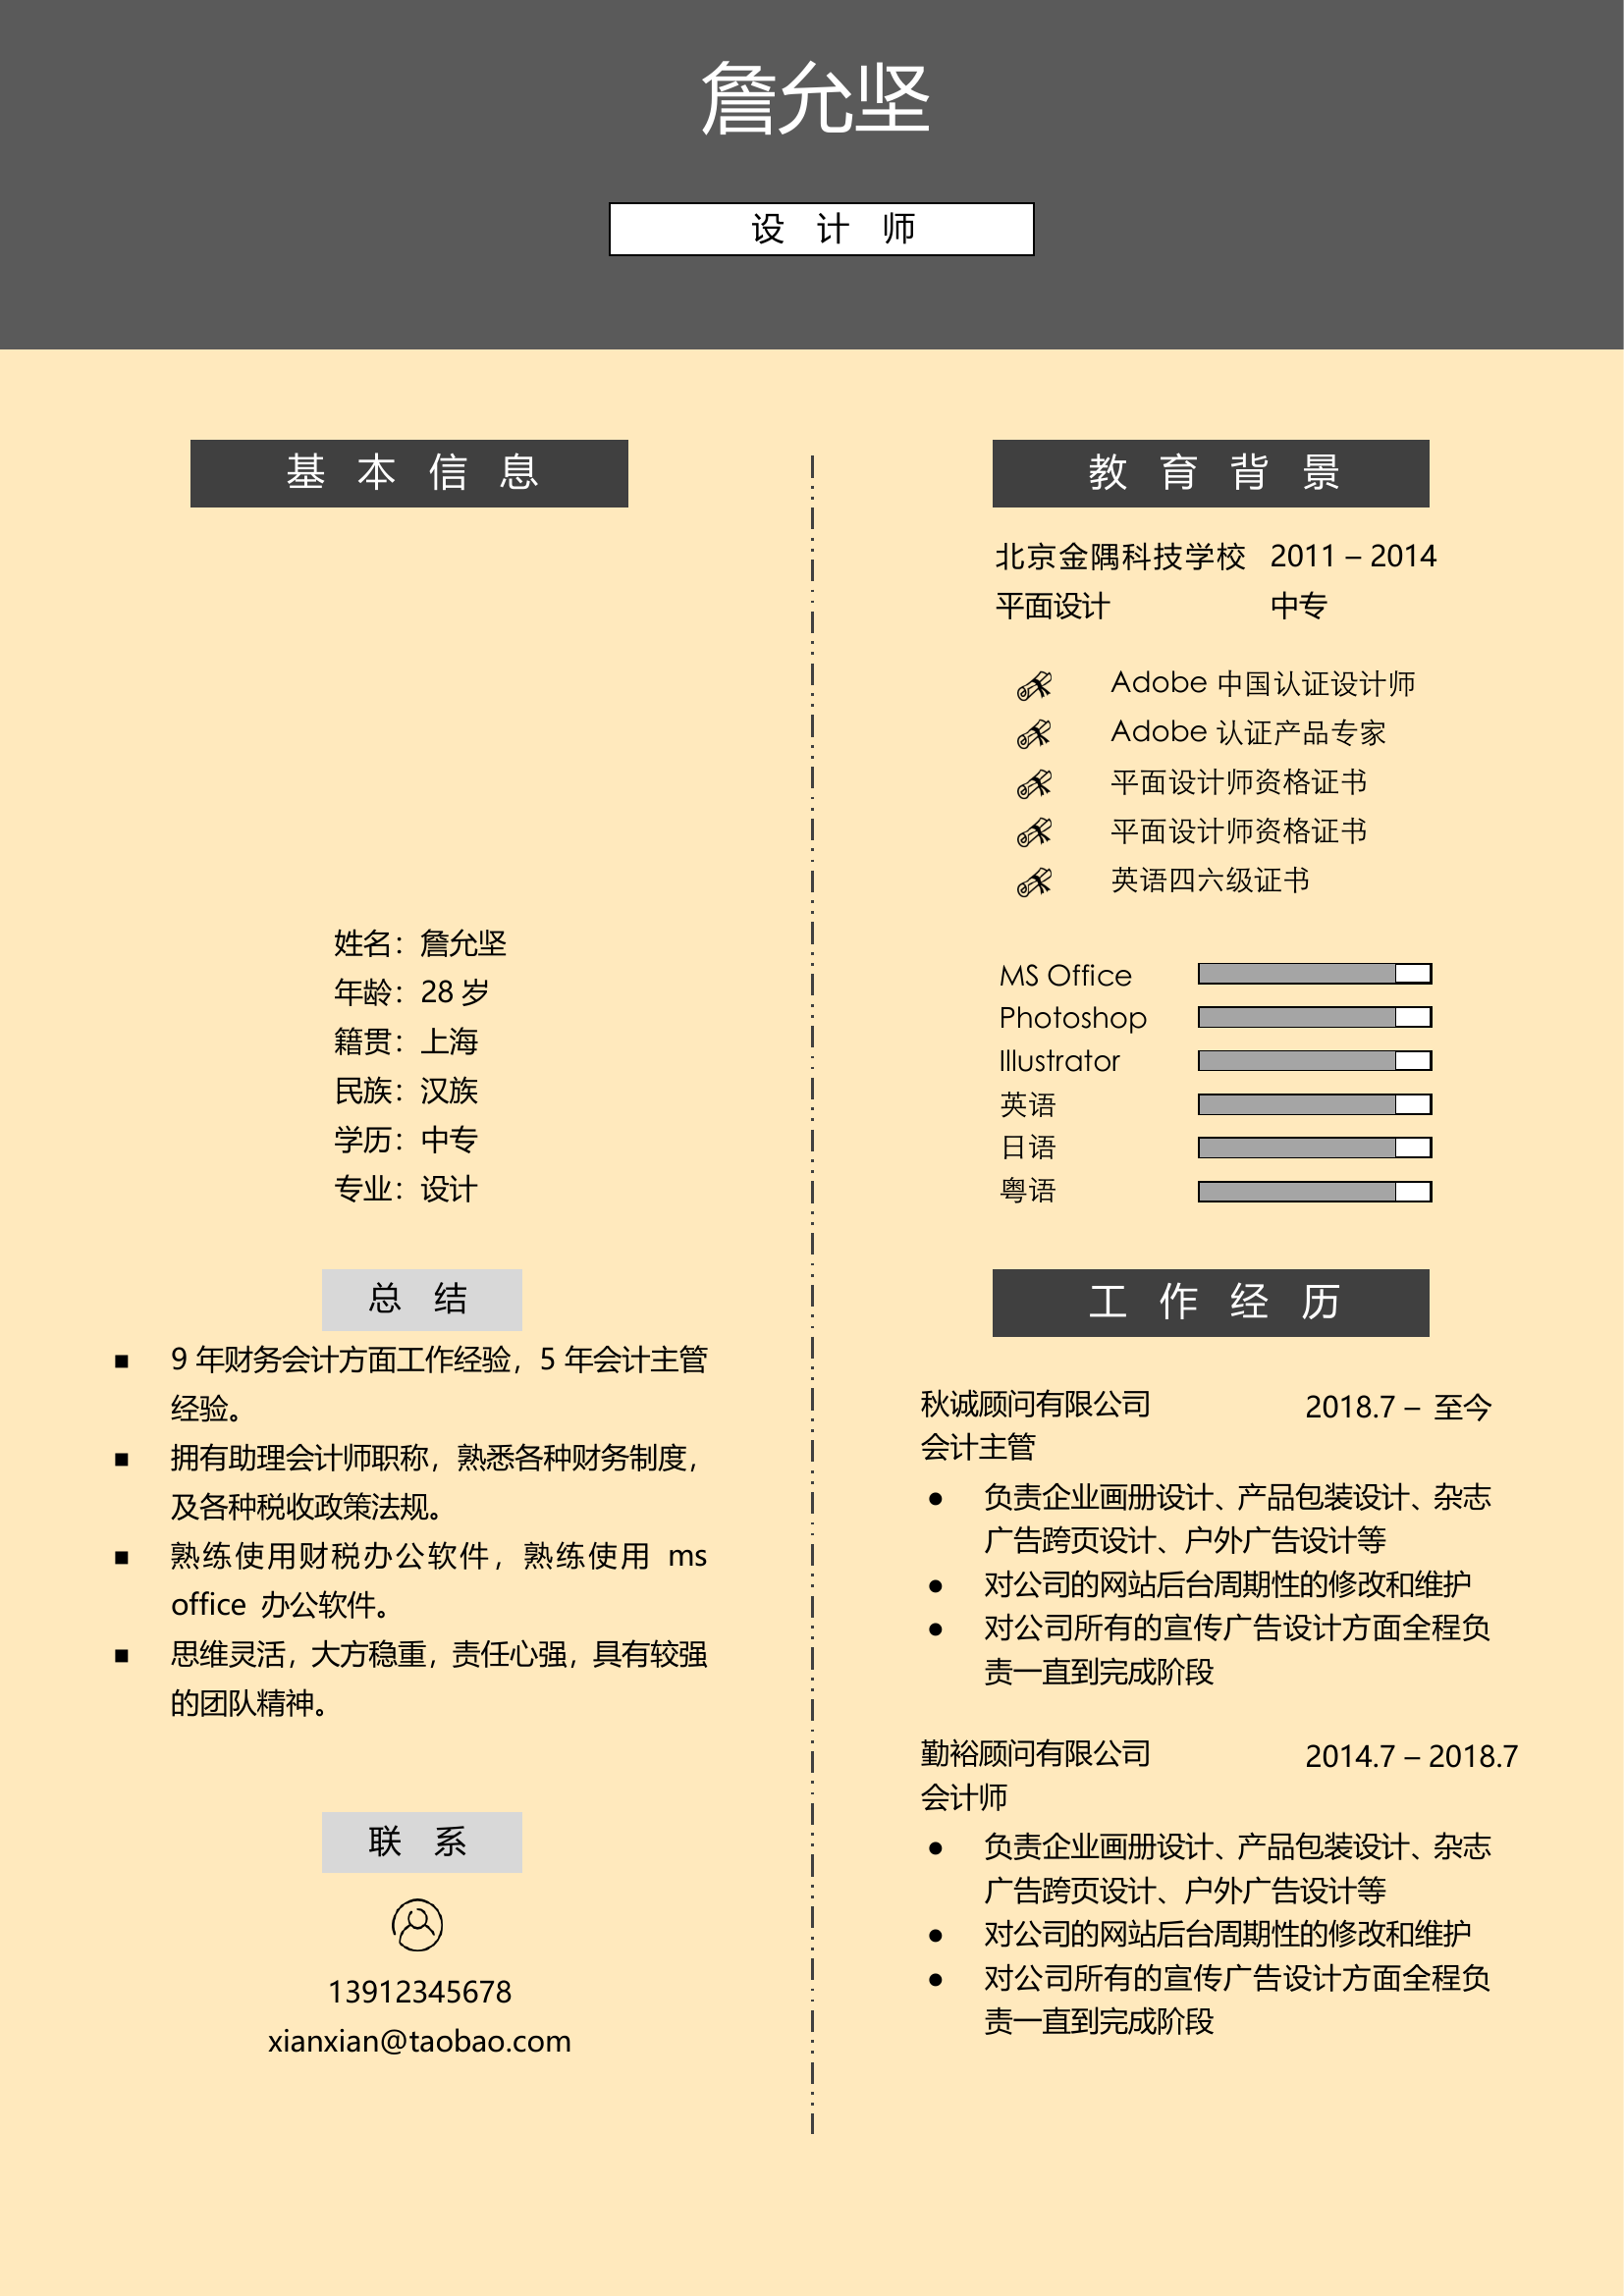 詹允坚
设 计 师
基 本 信 息
姓名：詹允坚
年龄：28 岁
籍贯：上海
民族：汉族
学历：中专
专业：设计
总 结
■ 9 年财务会计方面工作经验，5 年会计主管
经验。
■ 拥有助理会计师职称，熟悉各种财务制度，
及各种税收政策法规。
■ 熟练使用财税办公软件，熟练使用 ms
office 办公软件。
■ 思维灵活，大方稳重，责任心强，具有较强
的团队精神。
联 系
13912345678
xianxian@taobao.com
教 育 背 景
北京金隅科技学校 2011 – 2014
平面设计 中专
Adobe 中国认证设计师
Adobe 认证产品专家
平面设计师资格证书
平面设计师资格证书
英语四六级证书
MS Office
Photoshop
Illustrator
英语
日语
粤语
工 作 经 历
秋诚顾问有限公司 2018.7 – 至今
会计主管
● 负责企业画册设计、产品包装设计、杂志
广告跨页设计、户外广告设计等
● 对公司的网站后台周期性的修改和维护
● 对公司所有的宣传广告设计方面全程负
责一直到完成阶段
勤裕顾问有限公司 2014.7 – 2018.7
会计师
● 负责企业画册设计、产品包装设计、杂志
广告跨页设计、户外广告设计等
● 对公司的网站后台周期性的修改和维护
● 对公司所有的宣传广告设计方面全程负
责一直到完成阶段